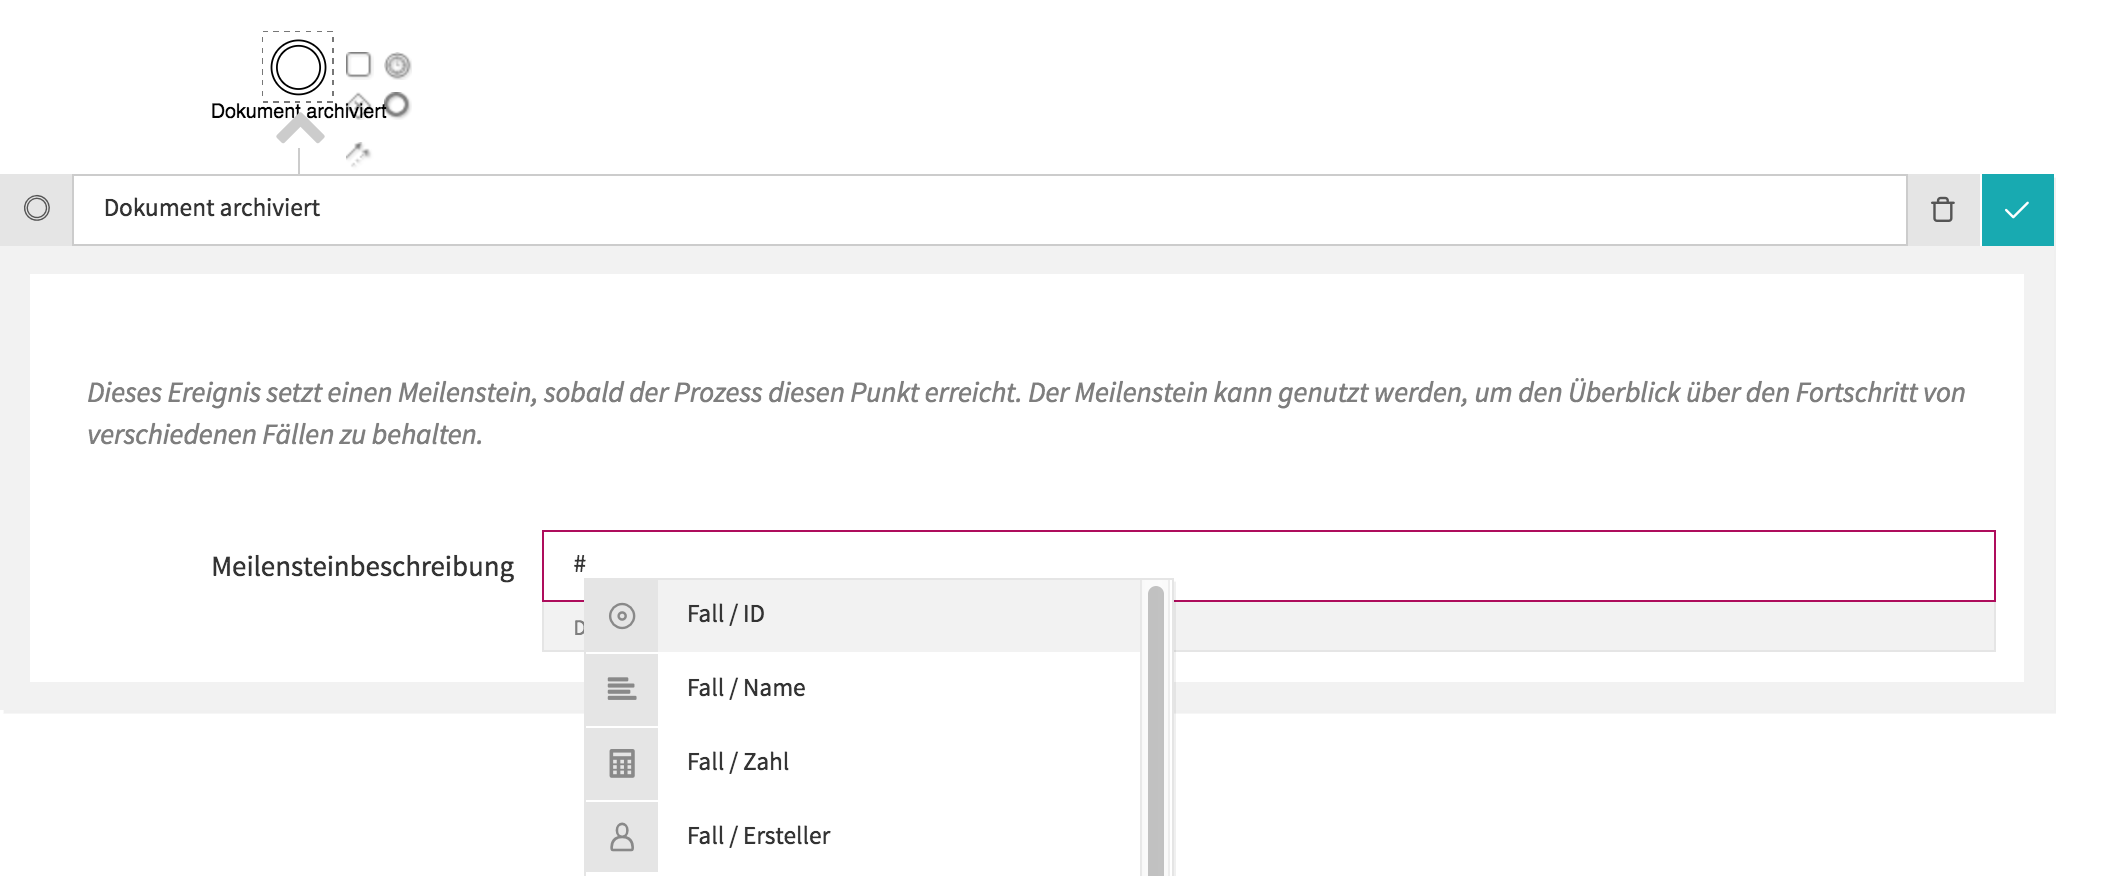 Dokument archiviert
Dokument archiviert
Dieses Ereignis setzt einen Meilenstein, sobald der Prozess diesen Punkt erreicht. Der Meilenstein kann genutzt werden, um den Überblick über den Fortschritt von
verschiedenen Fällen zu behalten.
Meilensteinbeschreibung
#
Fall / ID
Fall / Name
Fall / Zahl
Fall / Ersteller